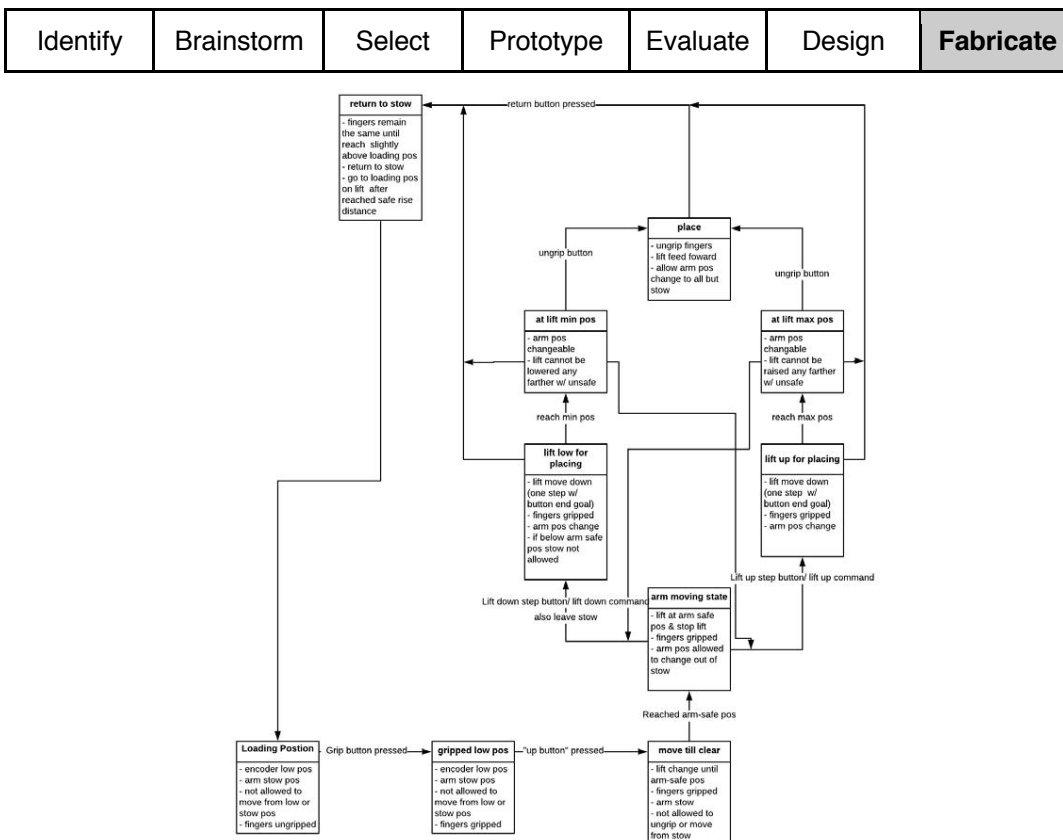 Identify
Brainstorm
Select
Prototype
Evaluate
Design
Fabricate
return to stow
- fingers remain
the same until
reach slightly
above loading pos
- return to stow
- go to loading pos
on lift after
reached safe rise
distance
return button pressed
place
- ungrip fingers
- lift feed foward
- allow arm pos
change to all but
stow
ungrip button
ungrip button
at lift min pos
- arm pos
changeable
- lift cannot be
lowered any
farther w/ unsafe
at lift max pos
- arm pos
changable
- lift cannot be
raised any farther
w/ unsafe
reach min pos
reach max pos
lift low for
placing
- lift move down
(one step w/
button end goal)
- fingers gripped
- arm pos change
- if below arm safe
pos stow not
allowed
lift up for placing
- lift move down
(one step w/
button end goal)
- fingers gripped
- arm pos change
Lift down step button/ lift down command
also leave stow
Lift up step button/ lift up command
arm moving state
- lift at arm safe
pos & stop lift
- fingers gripped
- arm pos allowed
to change out of
stow
Reached arm-safe pos
Loading Postion
- encoder low pos
- arm stow pos
- not allowed to
move from low or
stow pos
- fingers ungripped
Grip button pressed
gripped low pos
- encoder low pos
- arm stow pos
- not allowed to
move from low or
stow pos
- fingers gripped
"up button" pressed
move till clear
- lift change until
arm-safe pos
- fingers gripped
- arm stow
- not allowed to
ungrip or move
from stow